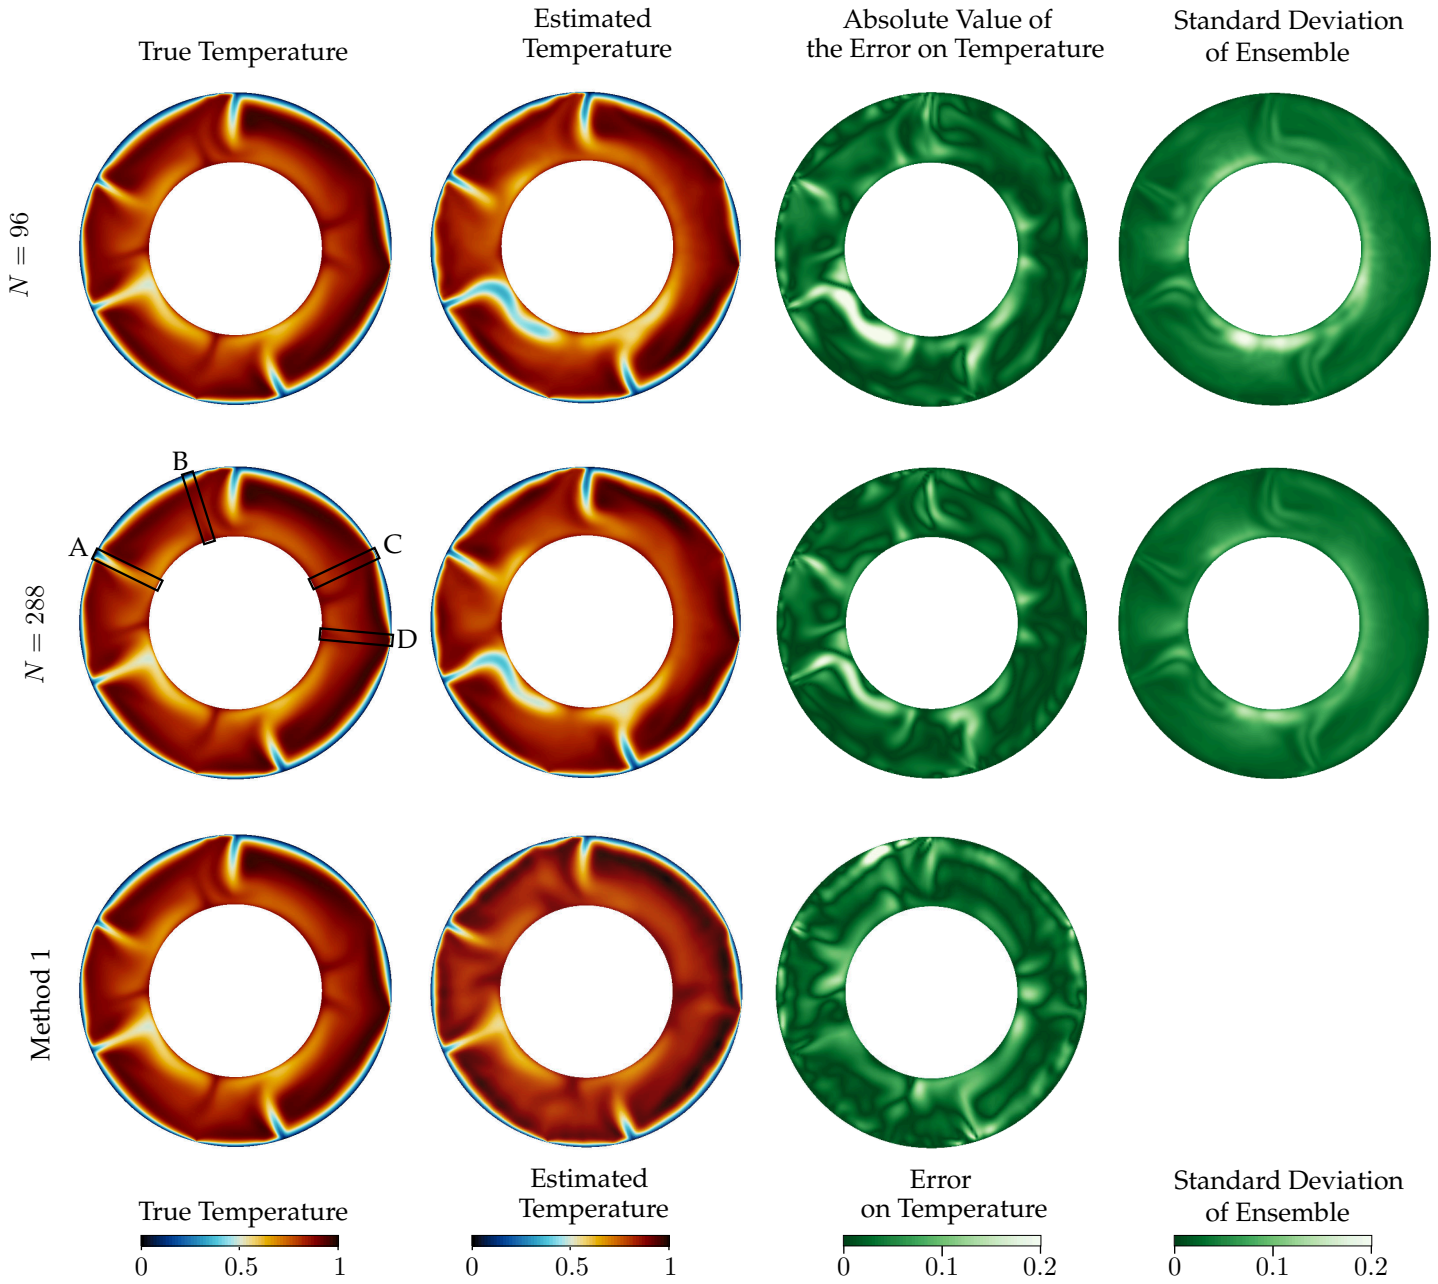 True Temperature
Estimated
Temperature
Absolute Value of
the Error on Temperature
Standard Deviation
of Ensemble
N = 96
N = 288
A
B
C
D
Method 1
True Temperature
0 0.5 1
Estimated
Temperature
0 0.5 1
Error
on Temperature
0 0.1 0.2
Standard Deviation
of Ensemble
0 0.1 0.2